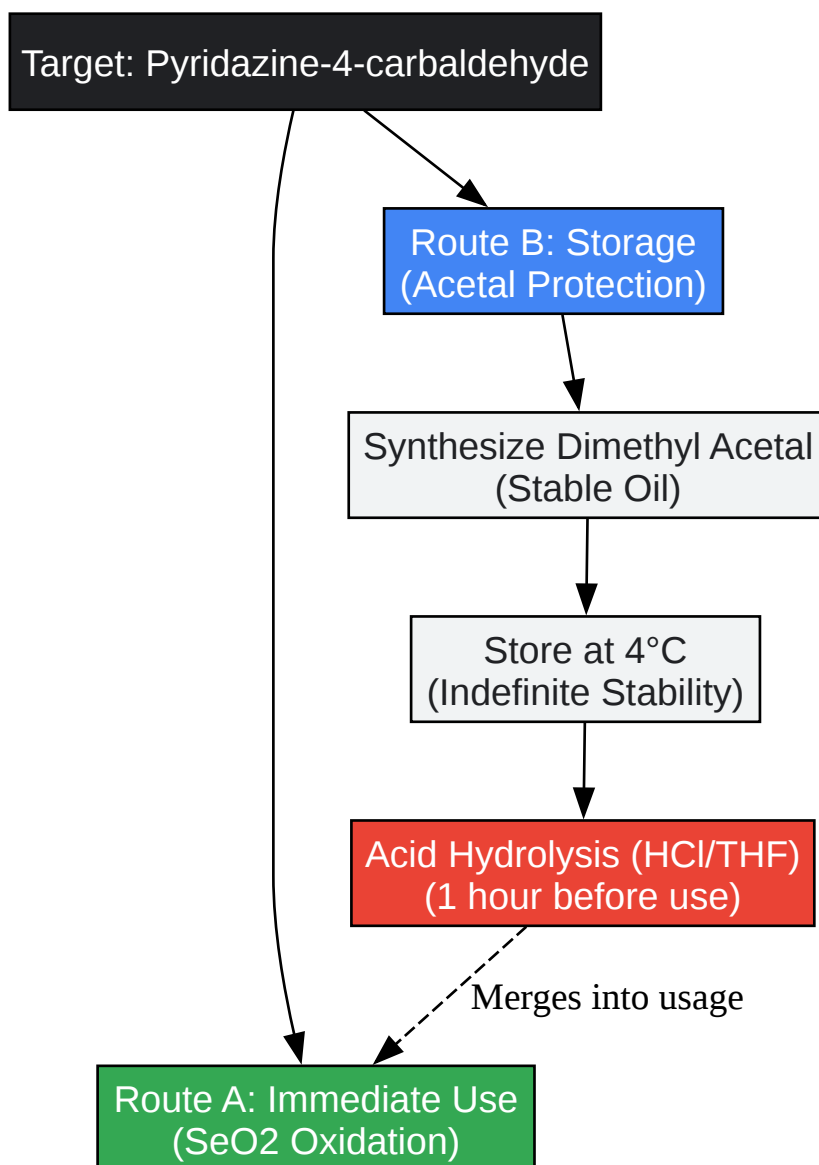 Target: Pyridazine-4-carbaldehyde
Route B: Storage
(Acetal Protection)
Synthesize Dimethyl Acetal
(Stable Oil)
Store at 4°C
(Indefinite Stability)
Acid Hydrolysis (HCl/THF)
(1 hour before use)
Merges into usage
Route A: Immediate Use
(SeO2 Oxidation)